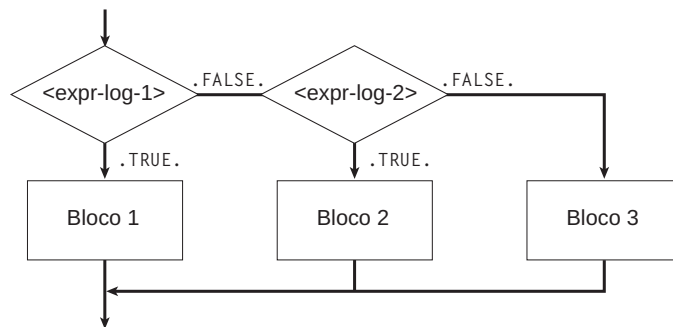 <expr-log-1>
.FALSE.
<expr-log-2>
.FALSE.
.TRUE.
.TRUE.
Bloco 1
Bloco 2
Bloco 3